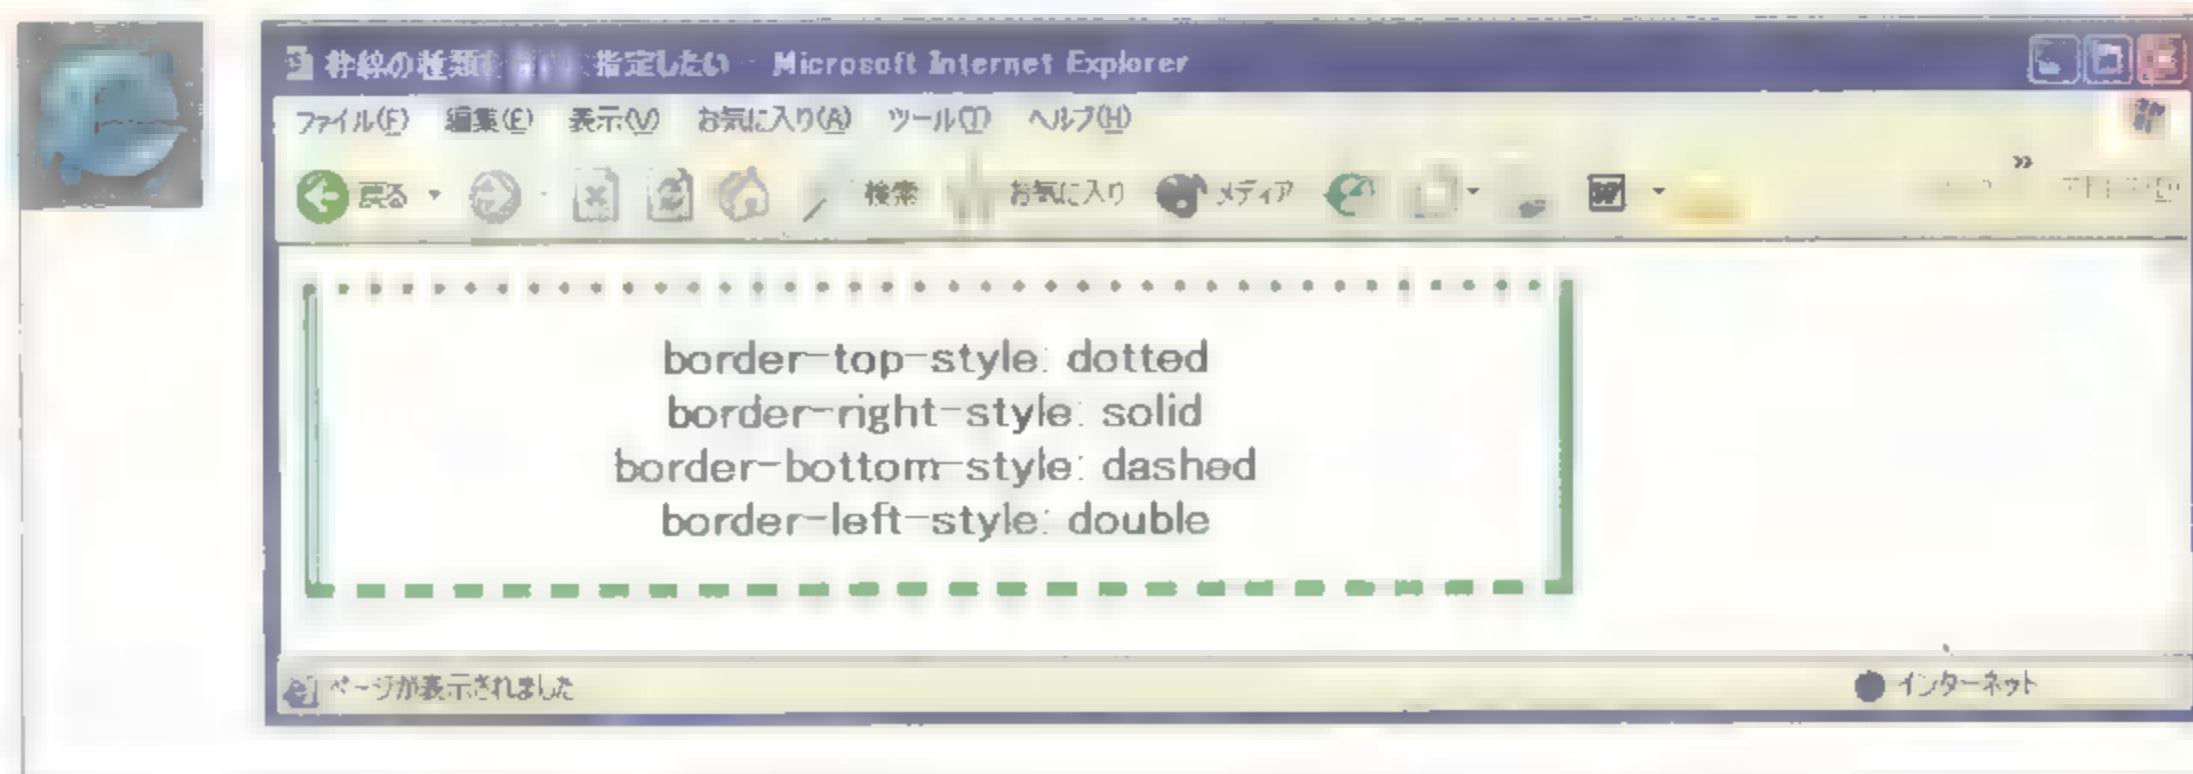 枠線の種類 指定したい - Microsoft Internet Explorer
ファイル(F) 編集(E) 表示(V) お気に入り(A) ツール(T) ヘルプ(H)
戻る 検索 お気に入り メディア »
border-top-style: dotted
border-right-style: solid
border-bottom-style: dashed
border-left-style: double
ページが表示されました インターネット